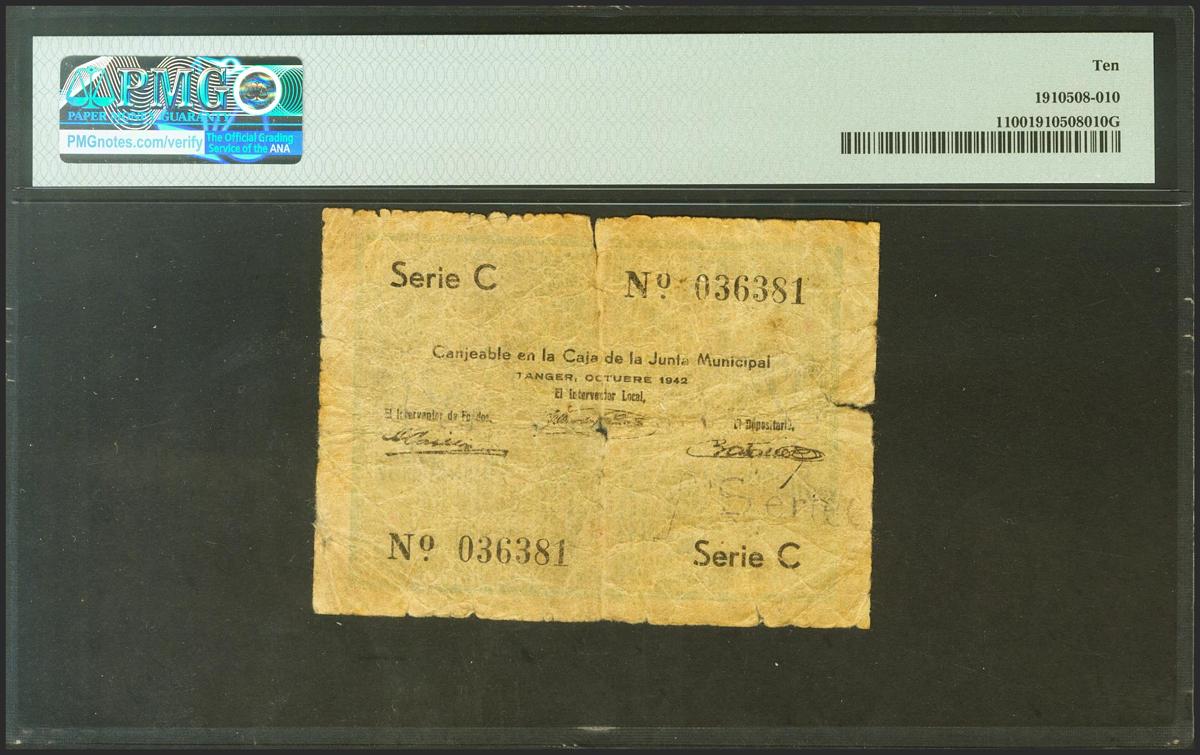 PMG
PAPER MONEY GUARANTY
PMGnotes.com/verify
The Official Grading
Service of the ANA
Ten
1910508-010
11001910508010G
Serie C
Nº 036381
Canjeable en la Caja de la Junta Municipal
TANGER, OCTUBRE 1942
El Interventor Local,
El Interventor de Fondos,
El Depositario,
Serie
Nº 036381
Serie C